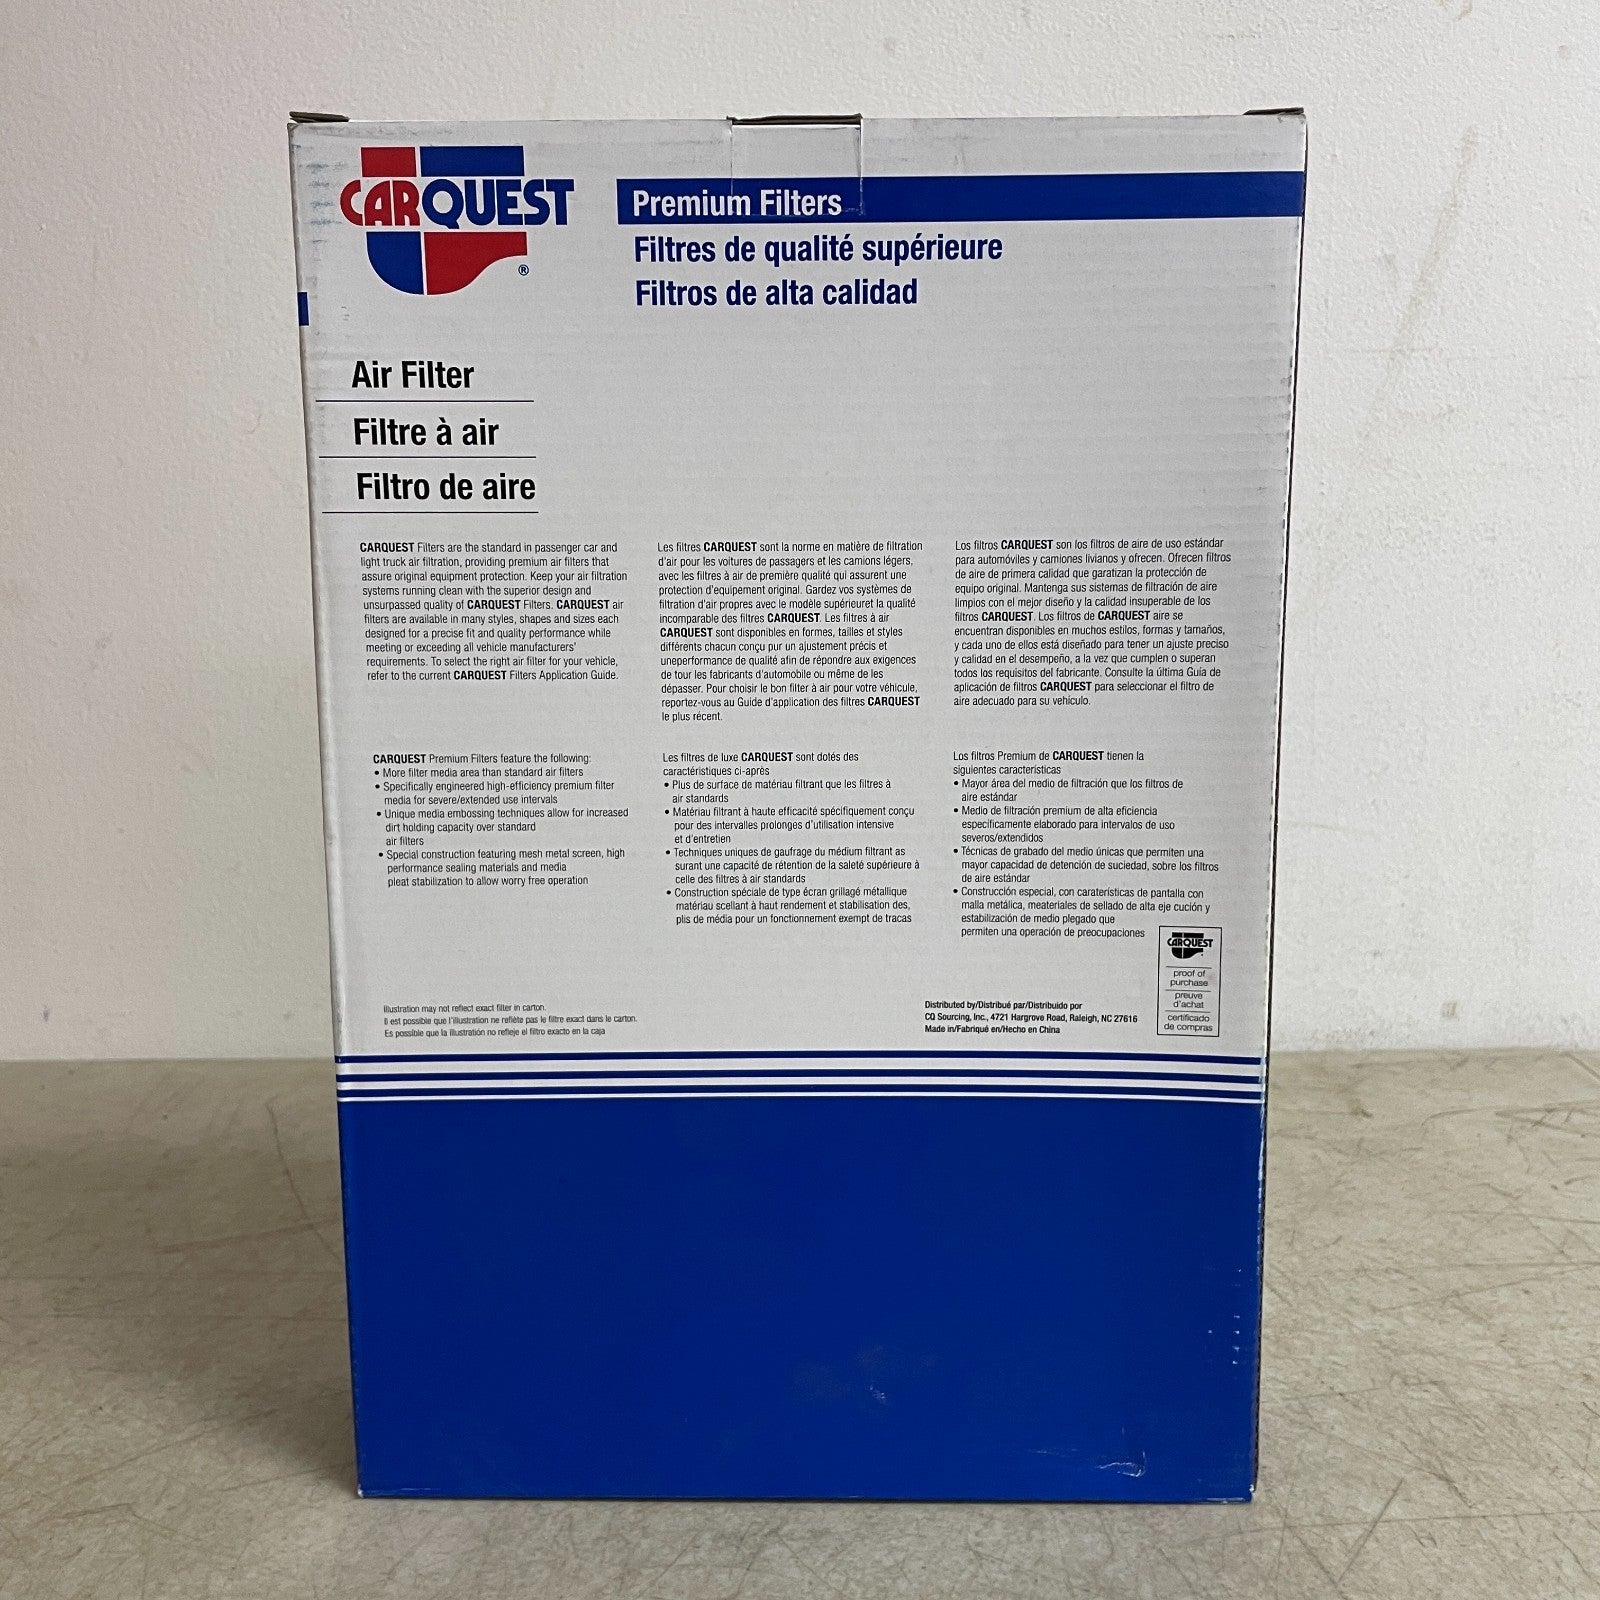 CARQUEST
®
Premium Filters
Filtres de qualité supérieure
Filtros de alta calidad
Air Filter
Filtre à air
Filtro de aire
CARQUEST Filters are the standard in passenger car and
light truck air filtration, providing premium air filters that
assure original equipment protection. Keep your air filtration
systems running clean with the superior design and
unsurpassed quality of CARQUEST Filters. CARQUEST air
filters are available in many styles, shapes and sizes each
designed for a precise fit and quality performance while
meeting or exceeding all vehicle manufacturers'
requirements. To select the right air filter for your vehicle,
refer to the current CARQUEST Filters Application Guide.
Les filtres CARQUEST sont la norme en matière de filtration
d'air pour les voitures de passagers et les camions légers,
avec les filtres à air de première qualité qui assurent une
protection d'equipement original. Gardez vos systèmes de
filtration d'air propres avec le modèle supérieuret la qualité
incomparable des filtres CARQUEST. Les filtres à air
CARQUEST sont disponibles en formes, tailles et styles
différents chacun conçu pur un ajustement précis et
uneperformance de qualité afin de répondre aux exigences
de tour les fabricants d'automobile ou même de les
dépasser. Pour choisir le bon filter à air pour votre véhicule,
reportez-vous au Guide d'application des filtres CARQUEST
le plus récent.
Los filtros CARQUEST son los filtros de aire de uso estándar
para automóviles y camiones livianos y ofrecen. Ofrecen filtros
de aire de primera calidad que garantizan la protección de
equipo original. Mantenga sus sistemas de filtración de aire
limpios con el mejor diseño y la calidad insuperable de los
filtros CARQUEST. Los filtros de CARQUEST aire se
encuentran disponibles en muchos estilos, formas y tamaños,
y cada uno de ellos está diseñado para tener un ajuste preciso
y calidad en el desempeño, a la vez que cumplen o superan
todos los requisitos del fabricante. Consulte la última Guía de
aplicación de filtros CARQUEST para seleccionar el filtro de
aire adecuado para su vehículo.
CARQUEST Premium Filters feature the following:
• More filter media area than standard air filters
• Specifically engineered high-efficiency premium filter
media for severe/extended use intervals
• Unique media embossing techniques allow for increased
dirt holding capacity over standard
air filters
• Special construction featuring mesh metal screen, high
performance sealing materials and media
pleat stabilization to allow worry free operation
Les filtres de luxe CARQUEST sont dotés des
caractéristiques ci-après
• Plus de surface de matériau filtrant que les filtres à
air standards
• Matériau filtrant à haute efficacité spécifiquement conçu
pour des intervalles prolonges d'utilisation intensive
et d'entretien
• Techniques uniques de gaufrage du médium filtrant as
surant une capacité de rétention de la saleté supérieure à
celle des filtres à air standards
• Construction spéciale de type écran grillagé métallique
matériau scellant à haut rendement et stabilisation des,
plis de média pour un fonctionnement exempt de tracas
Los filtros Premium de CARQUEST tienen la
siguientes características
• Mayor área del medio de filtración que los filtros de
aire estándar
• Medio de filtración premium de alta eficiencia
específicamente elaborado para intervalos de uso
severos/extendidos
• Técnicas de grabado del medio únicas que permiten una
mayor capacidad de detención de suciedad, sobre los filtros
de aire estándar
• Construcción especial, con caraterísticas de pantalla con
malla metálica, meateriales de sellado de alta eje cución y
estabilización de medio plegado que
permiten una operación de preocupaciones
CARQUEST
proof of
purchase
preuve
d'achat
certificado
de compras
Illustration may not reflect exact filter in carton.
Il est possible que l'illustration ne reflète pas le filtre exact dans le carton.
Es possible que la illustración no refleje el filtro exacto en la caja
Distributed by/Distribué par/Distribuido por
CQ Sourcing, Inc., 4721 Hargrove Road, Raleigh, NC 27616
Made in/Fabriqué en/Hecho en China